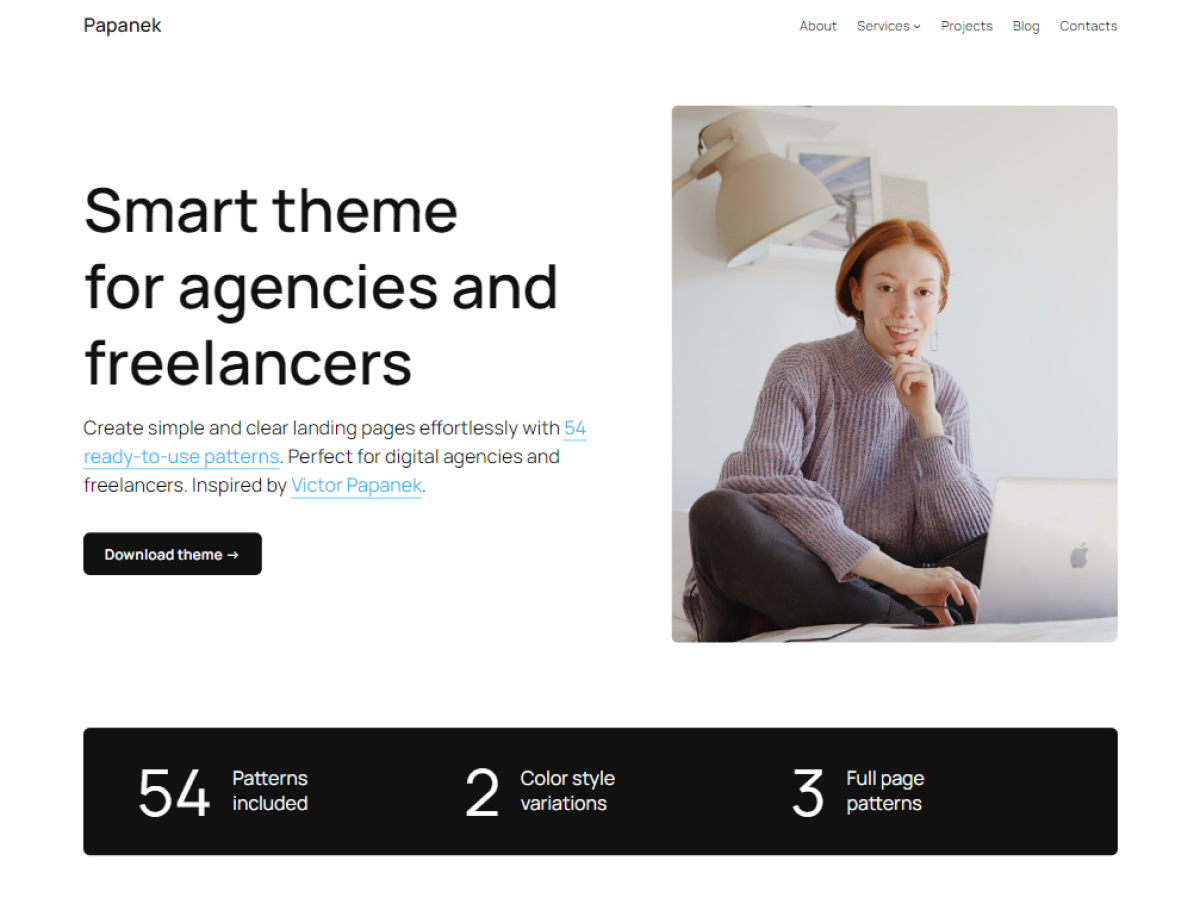 Papanek
About Services Projects Blog Contacts
Smart theme
for agencies and
freelancers
Create simple and clear landing pages effortlessly with 54
ready-to-use patterns. Perfect for digital agencies and
freelancers. Inspired by Victor Papanek.
Download theme →
54 Patterns
included
2 Color style
variations
3 Full page
patterns